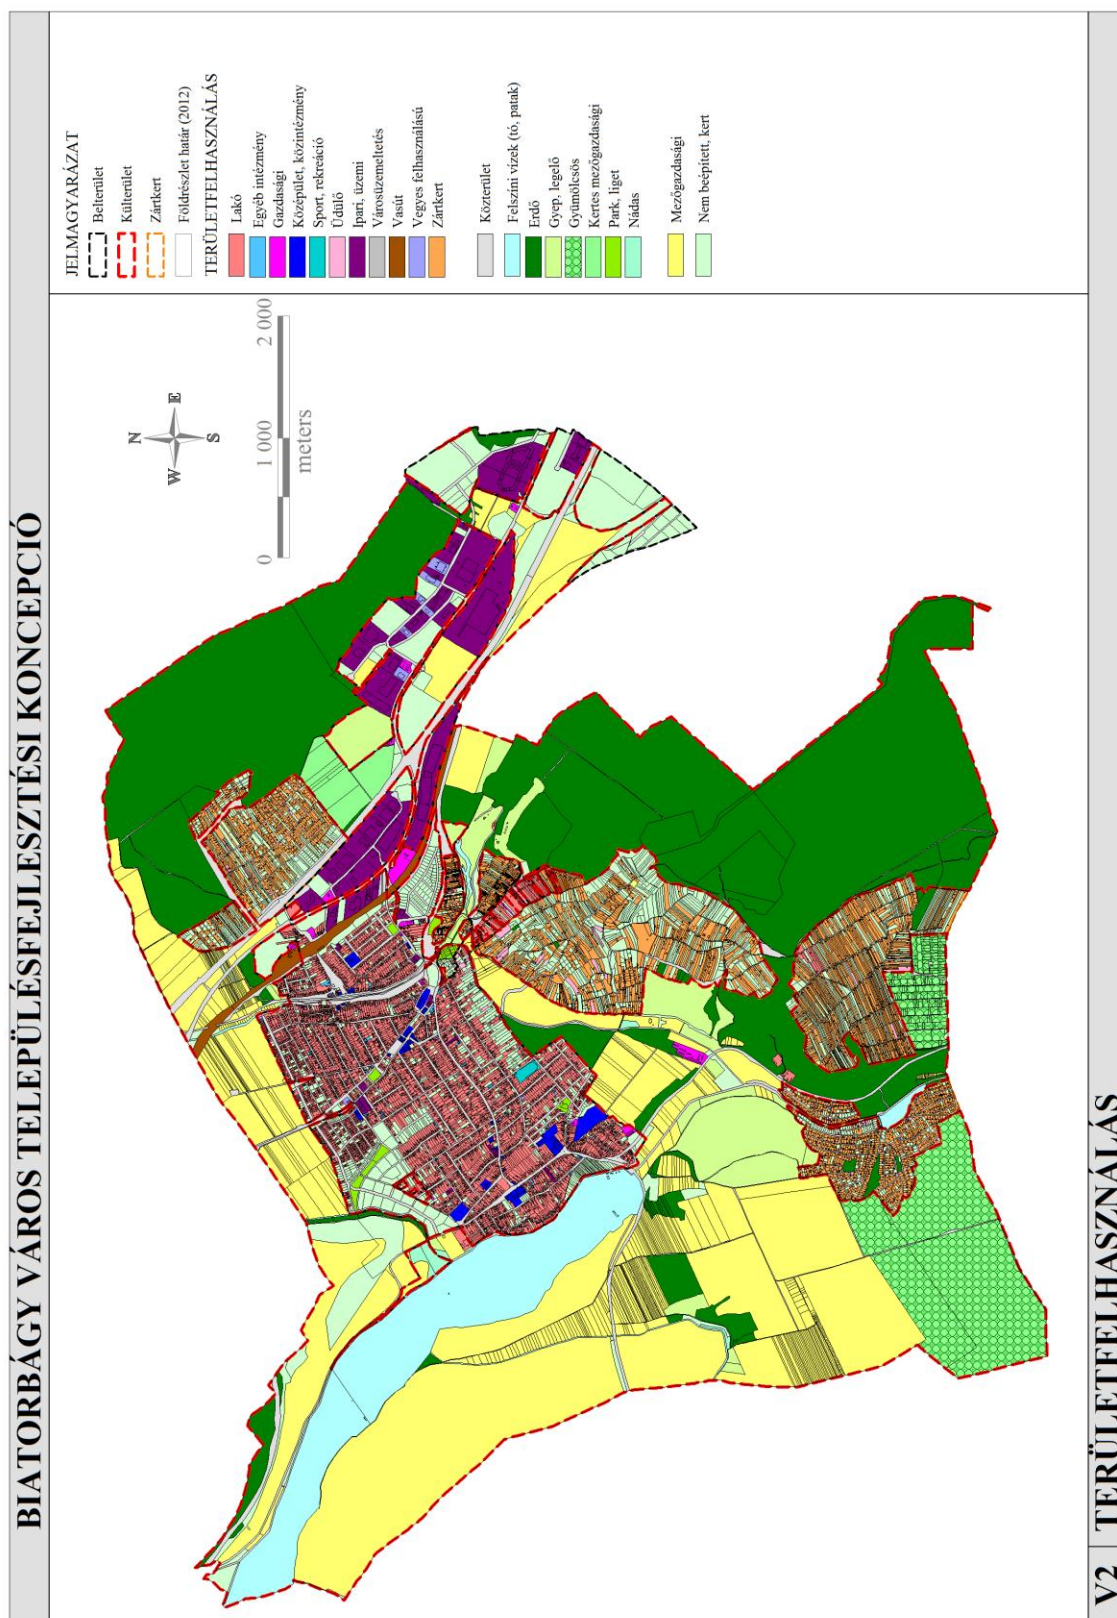 BIATORBÁGY VÁROS TELEPÜLÉSFEJLESZTÉSI KONCEPCIÓ
N
W
E
S
0
1 000
2 000
meters
JELMAGYARÁZAT
Belterület
Külterület
Zártkert
Földrészlet határ (2012)
TERÜLETFELHASZNÁLÁS
Lakó
Egyéb intézmény
Gazdasági
Középület, közintézmény
Sport, rekreáció
Üdülő
Ipari, üzemi
Városüzemeltetés
Vasút
Vegyes felhasználású
Zártkert
Közterület
Felszíni vizek (tó, patak)
Erdő
Gyep, legelő
Gyümölcsös
Kertes mezőgazdasági
Park, liget
Nádas
Mezőgazdasági
Nem beépített, kert
V2
TERÜLETFELHASZNÁLÁS